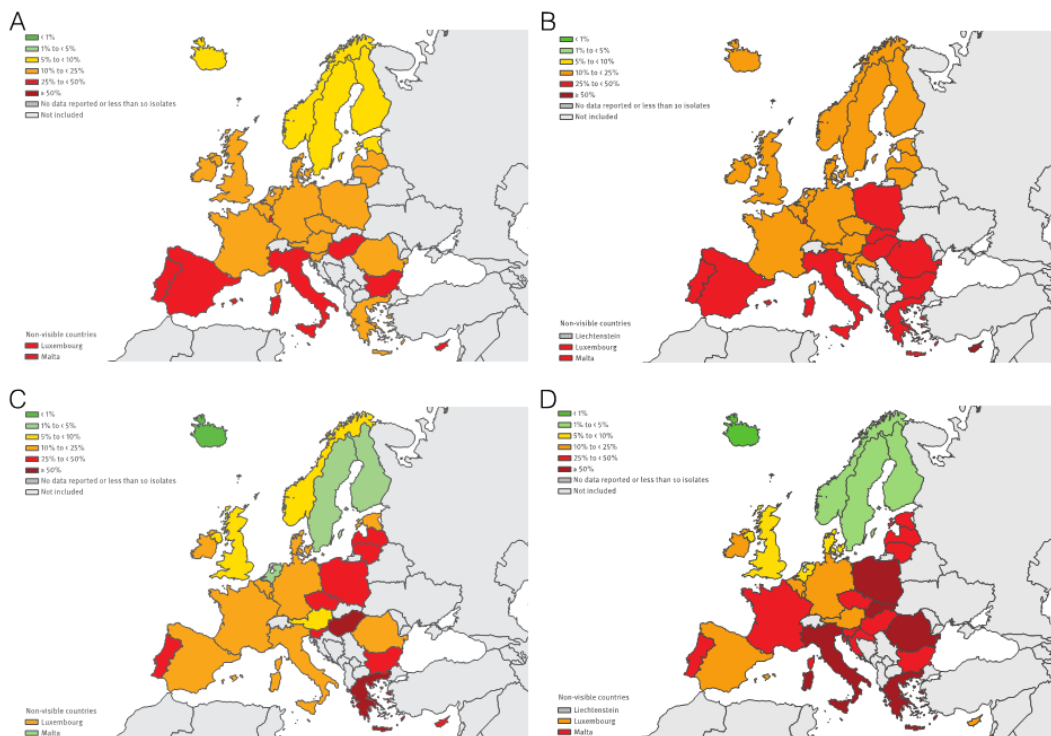 A
< 1%
1% to < 5%
5% to < 10%
10% to < 25%
25% to < 50%
≥ 50%
No data reported or less than 10 isolates
Not included
Non-visible countries
Luxembourg
Malta
B
< 1%
1% to < 5%
5% to < 10%
10% to < 25%
25% to < 50%
≥ 50%
No data reported or less than 10 isolates
Not included
Non-visible countries
Liechtenstein
Luxembourg
Malta
C
< 1%
1% to < 5%
5% to < 10%
10% to < 25%
25% to < 50%
≥ 50%
No data reported or less than 10 isolates
Not included
Non-visible countries
Luxembourg
Malta
D
< 1%
1% to < 5%
5% to < 10%
10% to < 25%
25% to < 50%
≥ 50%
No data reported or less than 10 isolates
Not included
Non-visible countries
Liechtenstein
Luxembourg
Malta